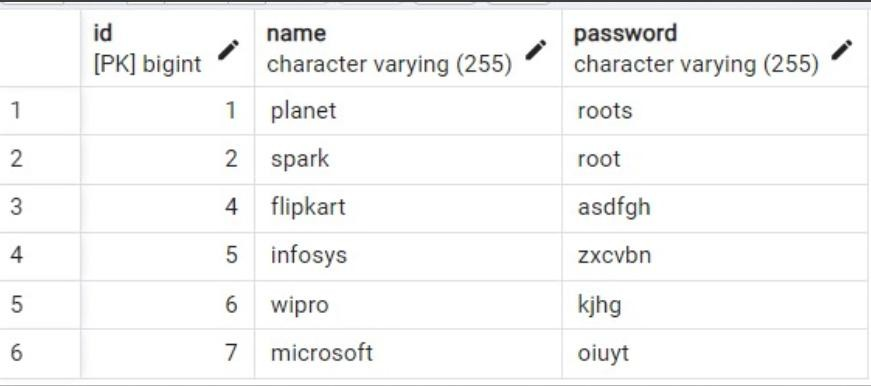 id name password
[PK] bigint character varying (255) character varying (255)
1 1 planet roots
2 2 spark root
3 4 flipkart asdfgh
4 5 infosys zxcvbn
5 6 wipro kjhg
6 7 microsoft oiuyt